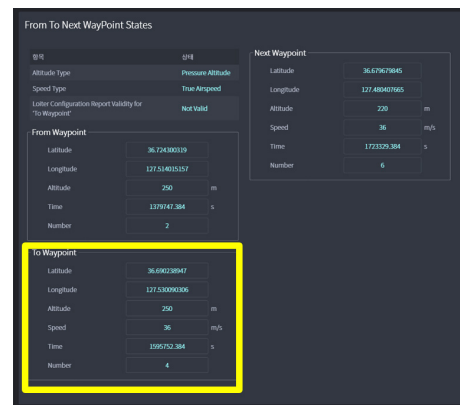 From To Next WayPoint States
항목 상태
Altitude Type Pressure Altitude
Speed Type True Airspeed
Loiter Configuration Report Validity for
"To Waypoint" Not Valid
From Waypoint
Latitude 36.724300319
Longitude 127.514015157
Altitude 250 m
Time 1379747.384 s
Number 2
To Waypoint
Latitude 36.690238947
Longitude 127.530090306
Altitude 250 m
Speed 36 m/s
Time 1595752.384 s
Number 4
Next Waypoint
Latitude 36.679679845
Longitude 127.480407665
Altitude 220 m
Speed 36 m/s
Time 1723329.384 s
Number 6